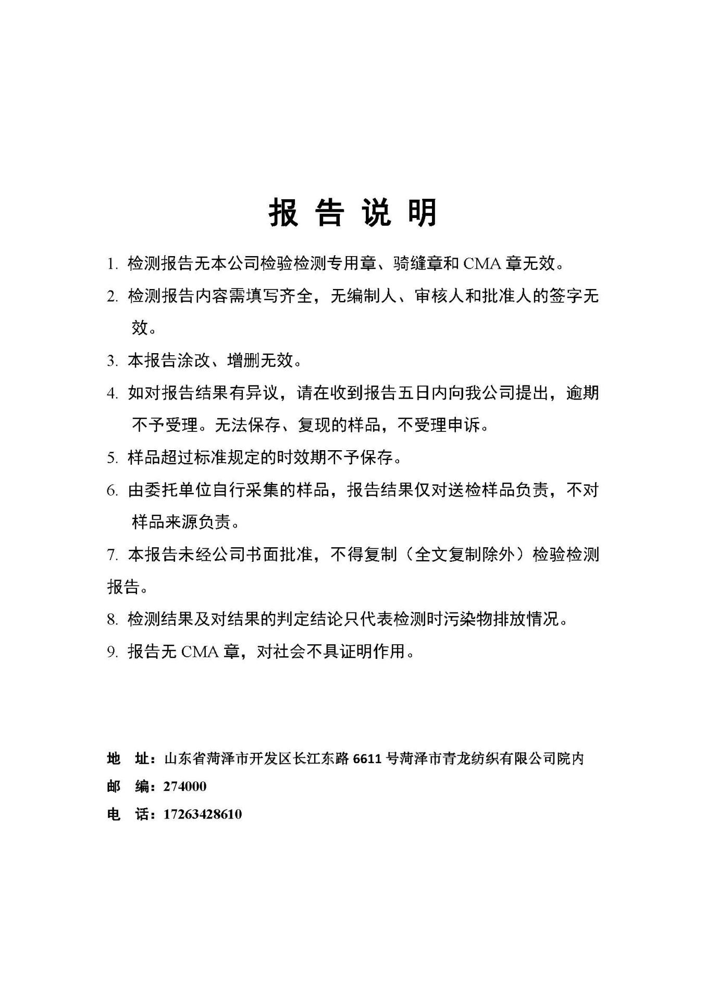 报 告 说 明
1. 检测报告无本公司检验检测专用章、骑缝章和 CMA 章无效。
2. 检测报告内容需填写齐全，无编制人、审核人和批准人的签字无
效。
3. 本报告涂改、增删无效。
4. 如对报告结果有异议，请在收到报告五日内向我公司提出，逾期
不予受理。无法保存、复现的样品，不受理申诉。
5. 样品超过标准规定的时效期不予保存。
6. 由委托单位自行采集的样品，报告结果仅对送检样品负责，不对
样品来源负责。
7. 本报告未经公司书面批准，不得复制（全文复制除外）检验检测
报告。
8. 检测结果及对结果的判定结论只代表检测时污染物排放情况。
9. 报告无 CMA 章，对社会不具证明作用。
地 址：山东省菏泽市开发区长江东路 6611 号菏泽市青龙纺织有限公司院内
邮 编：274000
电 话：17263428610